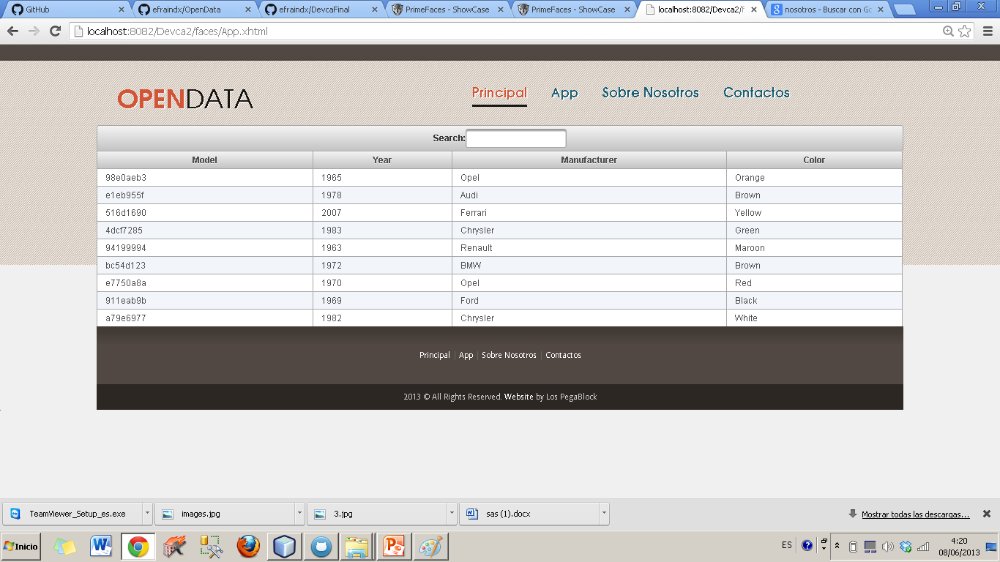 GitHub
efraindx/OpenData
efraindx/DevcaFinal
PrimeFaces - ShowCase
PrimeFaces - ShowCase
localhost:8082/Devca2/f
nosotros - Buscar con Go
localhost:8082/Devca2/faces/App.xhtml
OPENDATA
Principal App Sobre Nosotros Contactos
Search:
Model Year Manufacturer Color
98e0aeb3 1965 Opel Orange
e1eb955f 1978 Audi Brown
516d1690 2007 Ferrari Yellow
4dcf7285 1983 Chrysler Green
94199994 1963 Renault Maroon
bc54d123 1972 BMW Brown
e7750a8a 1970 Opel Red
911eab9b 1969 Ford Black
a79e6977 1982 Chrysler White
Principal | App | Sobre Nosotros | Contactos
2013 © All Rights Reserved. Website by Los PegaBlock
TeamViewer_Setup_es.exe
images.jpg
3.jpg
sas (1).docx
Mostrar todas las descargas...
Inicio
ES
4:20
08/06/2013